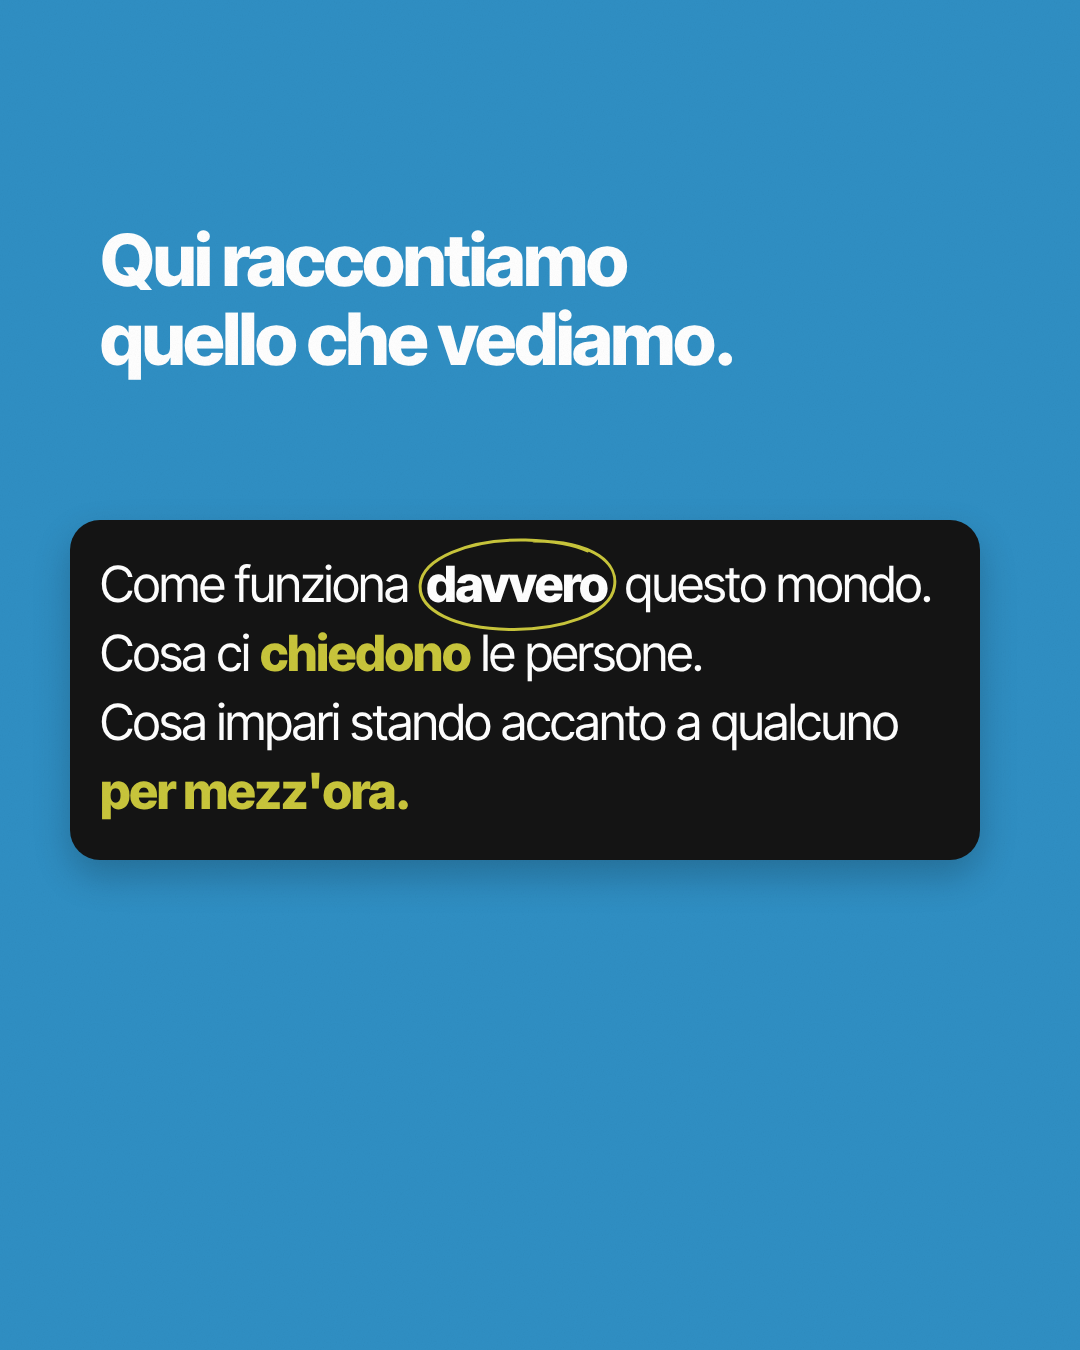 Qui raccontiamo
quello che vediamo.
Come funziona davvero questo mondo.
Cosa ci chiedono le persone.
Cosa impari stando accanto a qualcuno
per mezz'ora.